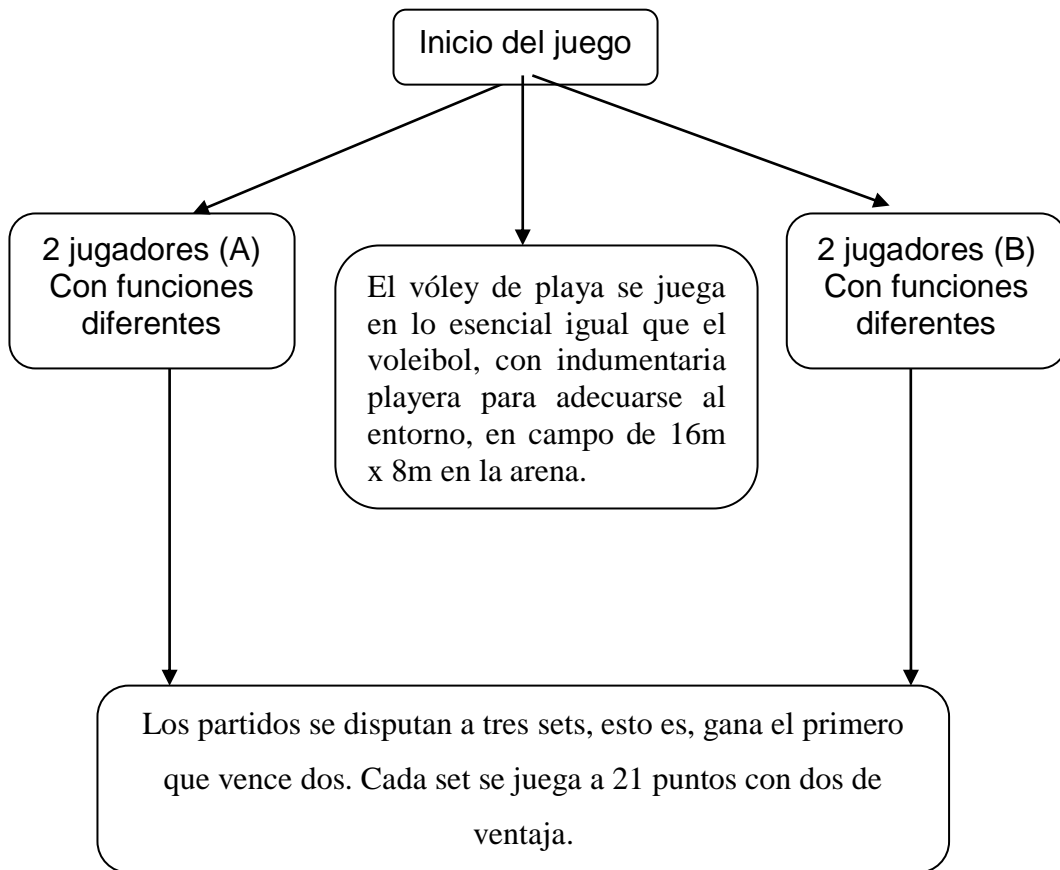 Inicio del juego
2 jugadores (A)
Con funciones
diferentes
El vóley de playa se juega
en lo esencial igual que el
voleibol, con indumentaria
playera para adecuarse al
entorno, en campo de 16m
x 8m en la arena.
2 jugadores (B)
Con funciones
diferentes
Los partidos se disputan a tres sets, esto es, gana el primero
que vence dos. Cada set se juega a 21 puntos con dos de
ventaja.